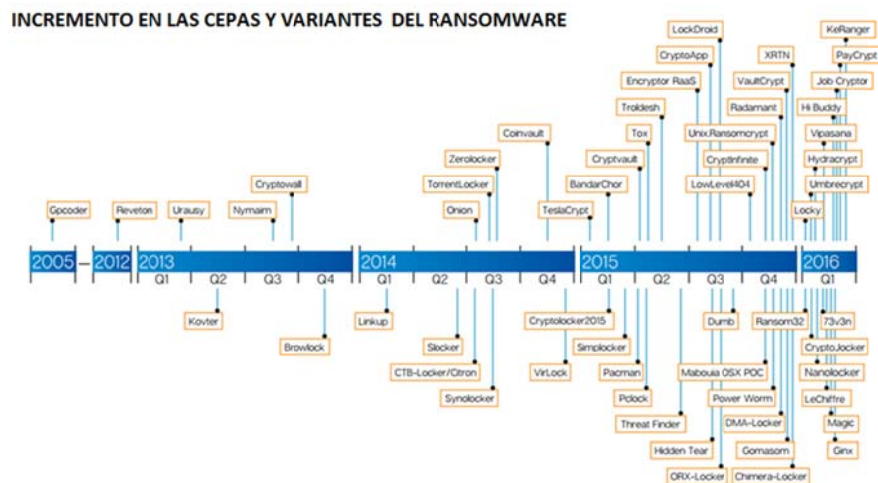 INCREMENTO EN LAS CEPAS Y VARIANTES DEL RANSOMWARE
LockDroid
KeRanger
CryptoApp
XRTN
PayCrypt
Encryptor RaaS
VaultCrypt
Job Cryptor
Troldesh
Radamant
Hi Buddy
Coinvault
Tox
Unix.Ransomcrypt
Vipasana
Zerolocker
Cryptvault
CryptInfinite
Hydracrypt
Cryptowall
TorrentLocker
BandarChor
LowLevel404
Umbrecrypt
Gpcoder
Reveton
Urausy
Nymaim
Onion
TeslaCrypt
Locky
2005
2012
2013
2014
2015
2016
Q1 Q2 Q3 Q4
Q1 Q2 Q3 Q4
Q1 Q2 Q3 Q4
Q1
Kovter
Linkup
Cryptolocker2015
Dumb
Ransom32
73v3n
Browlock
Slocker
Simplocker
CryptoJocker
CTB-Locker/Citron
VirLock
Pacman
Mabouia OSX POC
Nanolocker
Synolocker
Pclock
Power Worm
LeChiffre
Threat Finder
DMA-Locker
Magic
Hidden Tear
Gomasom
Ginx
ORX-Locker
Chimera-Locker